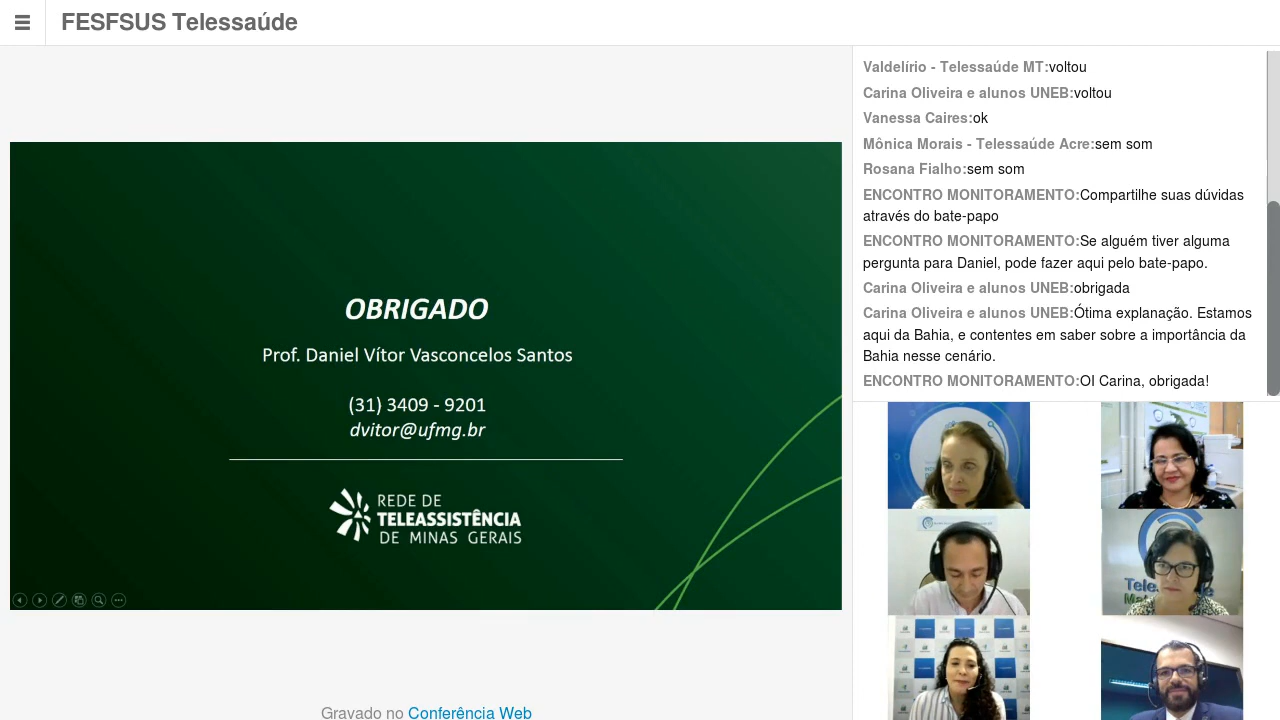 FESFSUS Telessaúde
OBRIGADO
Prof. Daniel Vítor Vasconcelos Santos
(31) 3409 - 9201
dvitor@ufmg.br
REDE DE
TELEASSISTÊNCIA
DE MINAS GERAIS
Gravado no Conferência Web
Valdelírio - Telessaúde MT:voltou
Carina Oliveira e alunos UNEB:voltou
Vanessa Caires:ok
Mônica Morais - Telessaúde Acre:sem som
Rosana Fialho:sem som
ENCONTRO MONITORAMENTO:Compartilhe suas dúvidas
através do bate-papo
ENCONTRO MONITORAMENTO:Se alguém tiver alguma
pergunta para Daniel, pode fazer aqui pelo bate-papo.
Carina Oliveira e alunos UNEB:obrigada
Carina Oliveira e alunos UNEB:Ótima explanação. Estamos
aqui da Bahia, e contentes em saber sobre a importância da
Bahia nesse cenário.
ENCONTRO MONITORAMENTO:OI Carina, obrigada!